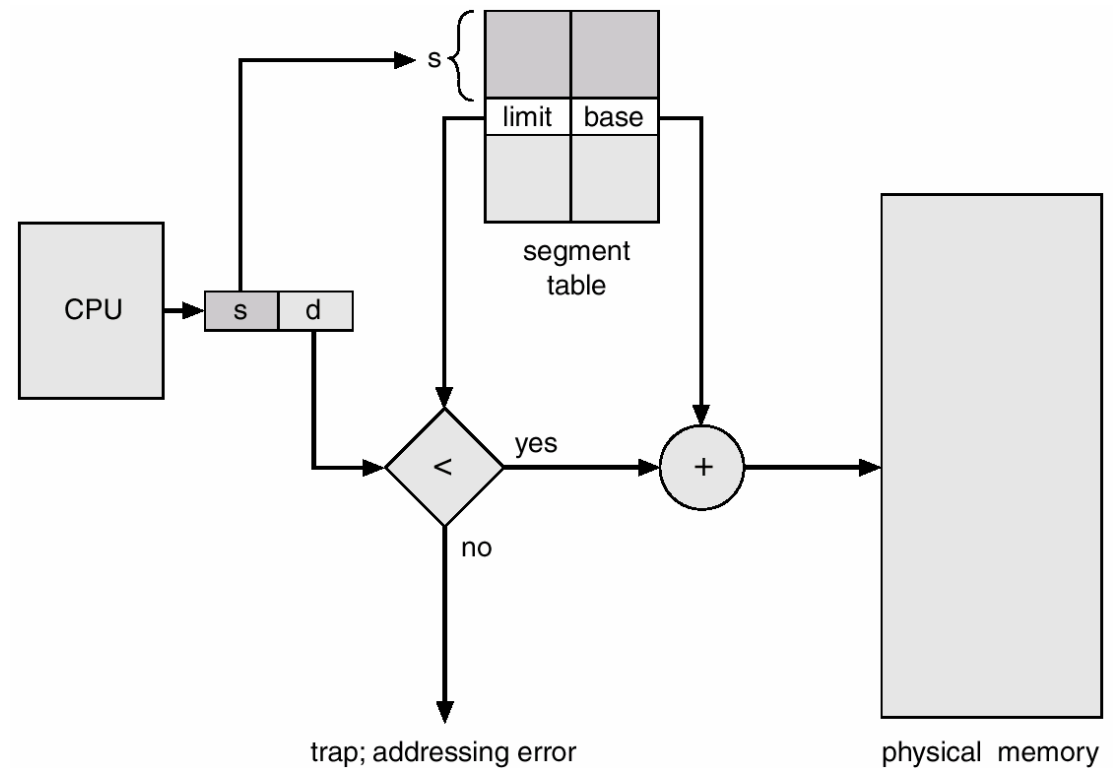 s
limit base
segment
table
CPU
s d
< yes +
no
trap; addressing error
physical memory